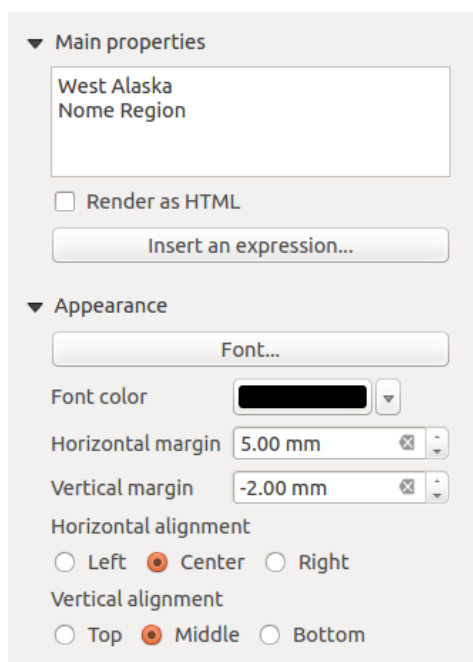 Main properties
West Alaska
Nome Region
Render as HTML
Insert an expression...
Appearance
Font...
Font color
Horizontal margin 5.00 mm
Vertical margin -2.00 mm
Horizontal alignment
Left Center Right
Vertical alignment
Top Middle Bottom